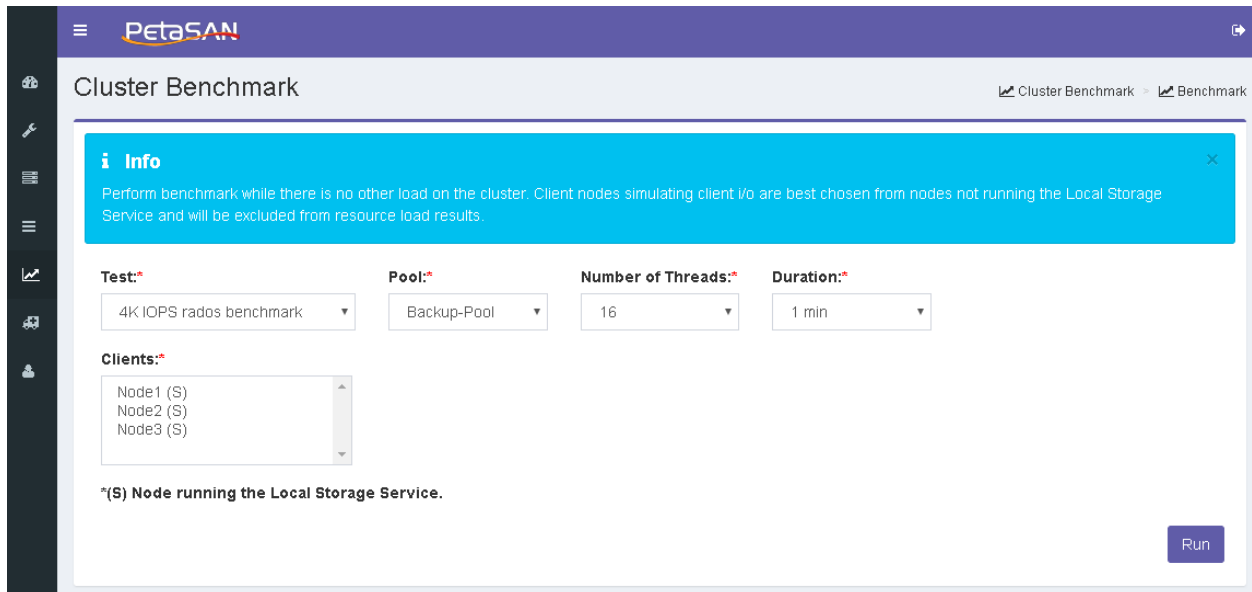 PetaSAN
Cluster Benchmark
Cluster Benchmark > Benchmark
i Info
×
Perform benchmark while there is no other load on the cluster. Client nodes simulating client i/o are best chosen from nodes not running the Local Storage
Service and will be excluded from resource load results.
Test:* Pool:* Number of Threads:* Duration:*
4K IOPS rados benchmark Backup-Pool 16 1 min
Clients:*
Node1 (S)
Node2 (S)
Node3 (S)
*(S) Node running the Local Storage Service.
Run